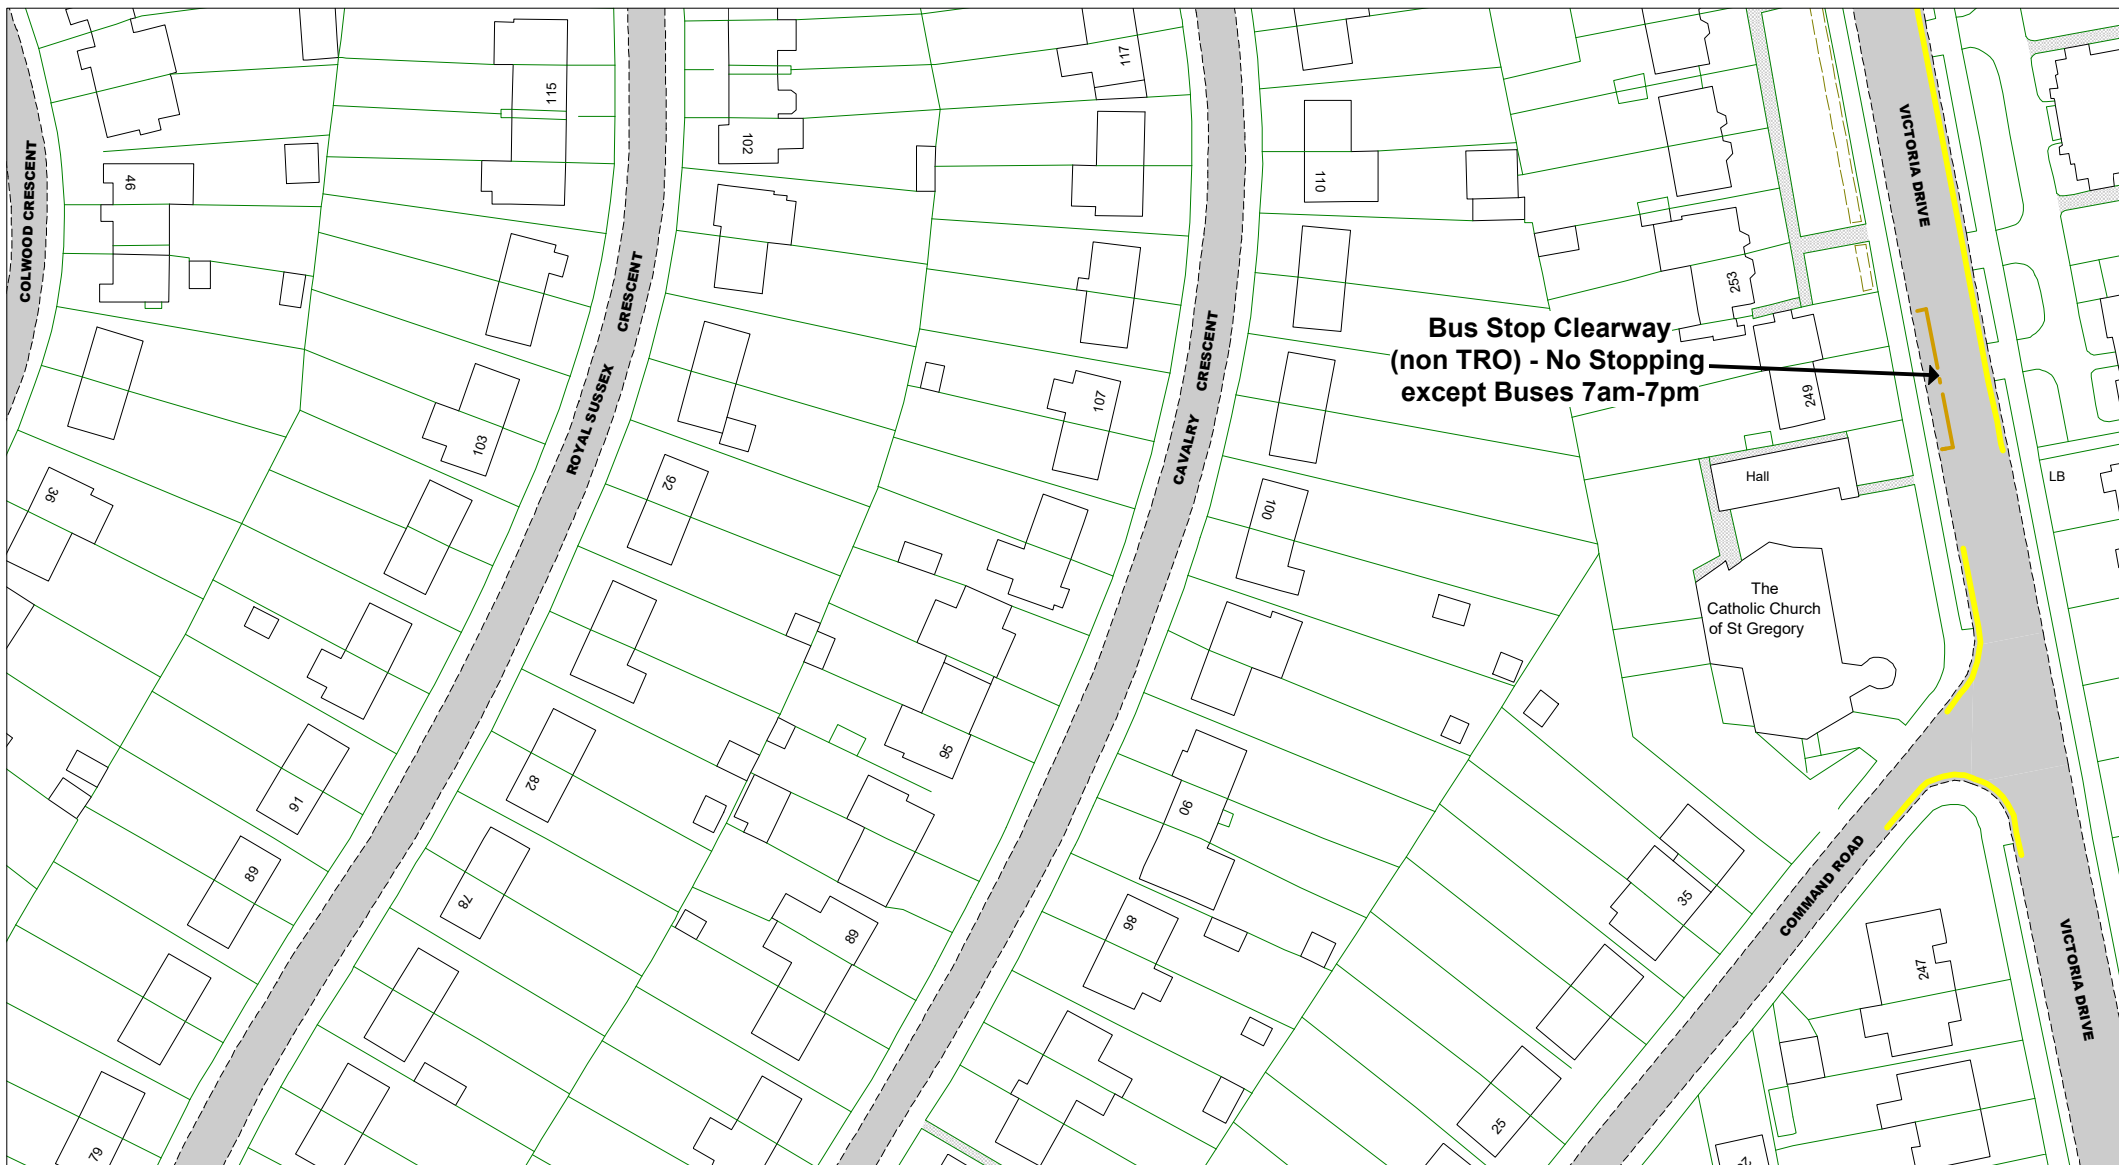 COLWOOD CRESCENT
46
36
115
103
91
89
79
ROYAL SUSSEX CRESCENT
102
92
82
78
117
107
95
89
CAVALRY CRESCENT
110
100
90
86
VICTORIA DRIVE
253
249
Bus Stop Clearway
(non TRO) - No Stopping
except Buses 7am-7pm
Hall
LB
The
Catholic Church
of St Gregory
COMMAND ROAD
35
25
247
VICTORIA DRIVE